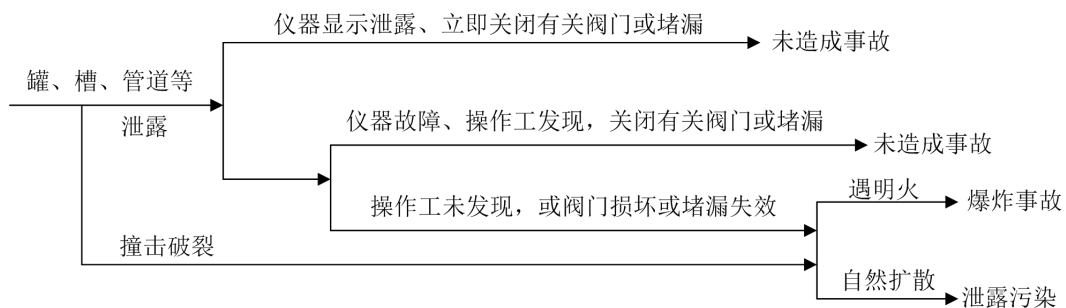 仪器显示泄露、立即关闭有关阀门或堵漏
未造成事故
罐、槽、管道等
泄露
仪器故障、操作工发现，关闭有关阀门或堵漏
未造成事故
遇明火
爆炸事故
操作工未发现，或阀门损坏或堵漏失效
撞击破裂
自然扩散
泄露污染